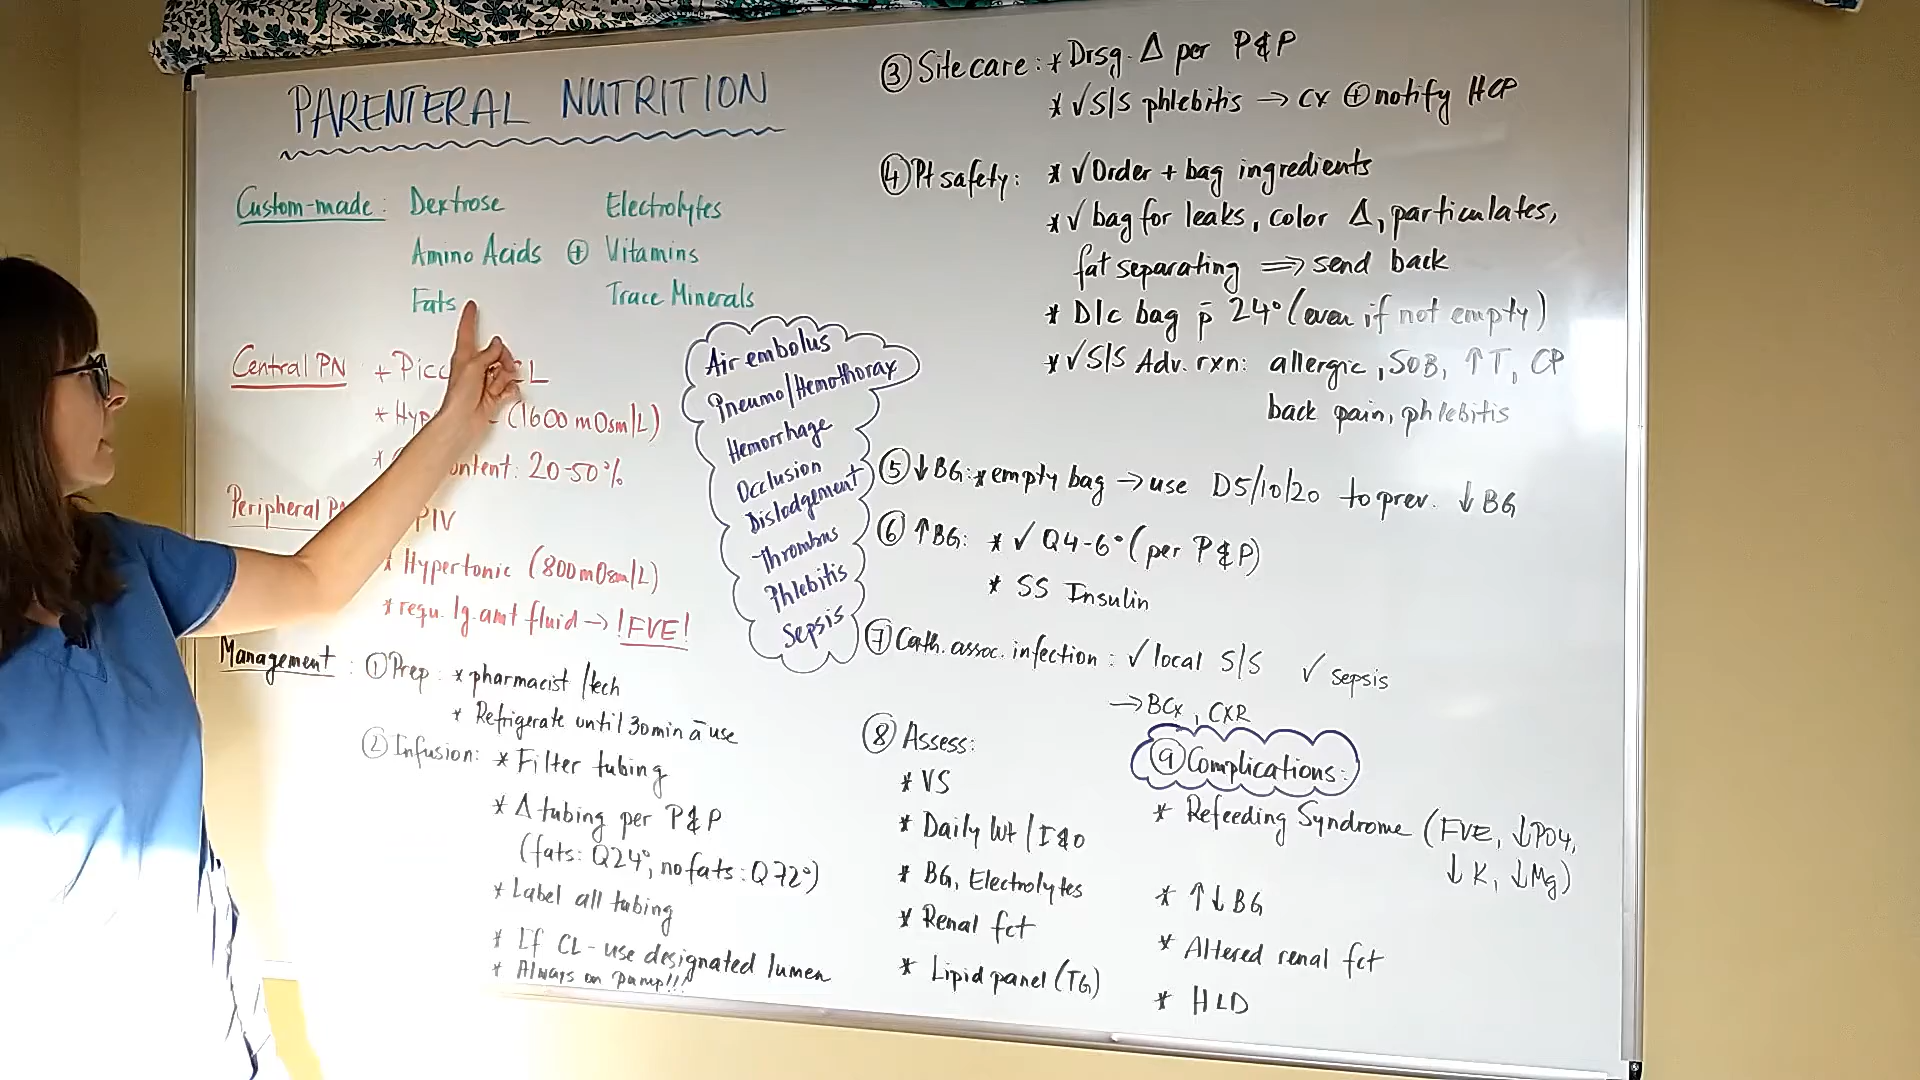 PARENTERAL NUTRITION
Custom-made: Dextrose Electrolytes
Amino Acids ⊕ Vitamins
Fats Trace Minerals
Central PN + Picc CL
* (1600 mOsm/L)
* 20-50%
Peripheral PIV
* Hypertonic (800 mOsm/L)
* requ. lg. amt fluid → !FVE!
Air embolus
Pneumo/Hemothorax
Hemorrhage
Occlusion
Dislodgement
Thrombus
Phlebitis
Sepsis
Management: ① Prep: * pharmacist/tech
* Refrigerate until 30min ā use
② Infusion: * Filter tubing
* Δ tubing per P&P
(fats: Q24°, no fats: Q72°)
* Label all tubing
* If CL - use designated lumen
* Always on pump!!!
③ Site care: * Drsg. Δ per P&P
* √S/S phlebitis → cx ⊕ notify HCP
④ Pt safety: * √Order + bag ingredients
* √ bag for leaks, color Δ, particulates,
fat separating ⇒ send back
* D/c bag p̄ 24° (even if not empty)
* √S/S Adv. rxn: allergic, SOB, ↑T, CP
back pain, phlebitis
⑤ ↓BG: * empty bag → use D5/10/20 to prev. ↓BG
⑥ ↑BG: * √ Q4-6° (per P&P)
* SS Insulin
⑦ Cath. assoc. infection: √ local S/S √ sepsis
→ BCx, CXR
⑧ Assess:
* VS
* Daily Wt/I&O
* BG, Electrolytes
* Renal fct
* Lipid panel (TG)
⑨ Complications:
* Refeeding Syndrome (FVE, ↓PO4,
↓K, ↓Mg)
* ↑↓BG
* Altered renal fct
* HLD